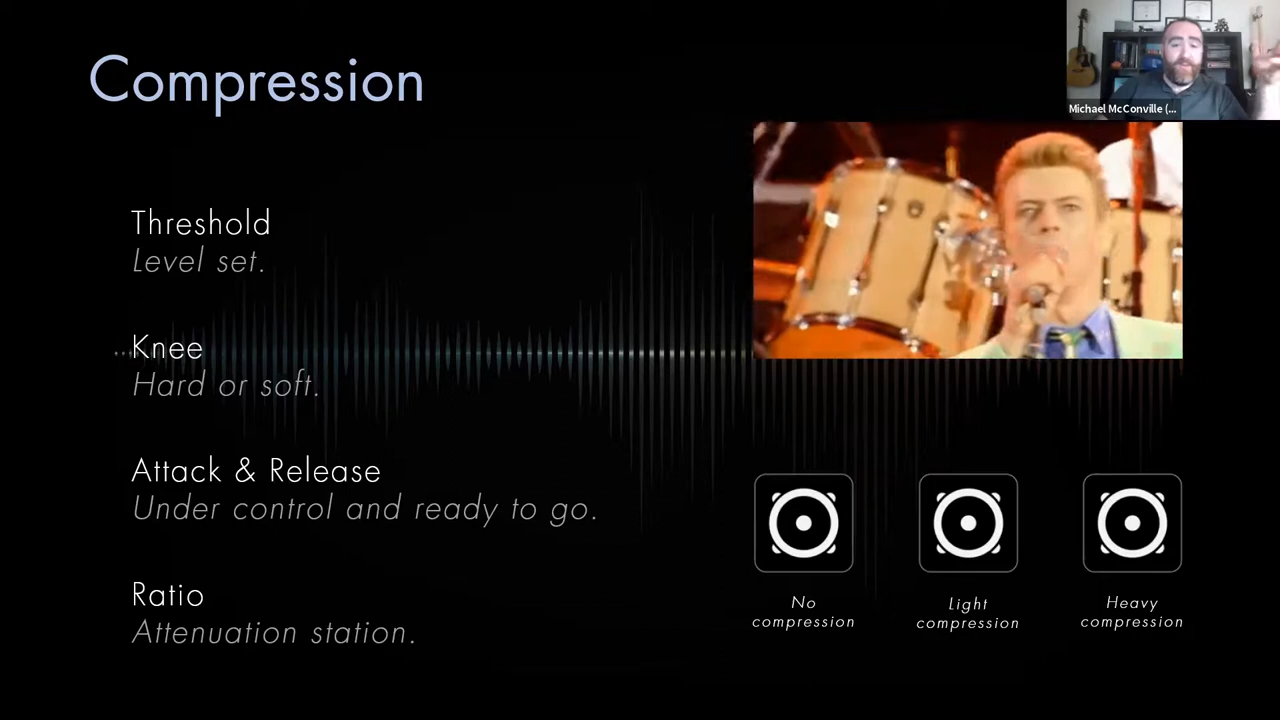 Compression
Michael McConville (...
Threshold
Level set.
Knee
Hard or soft.
Attack & Release
Under control and ready to go.
Ratio
Attenuation station.
No
compression
Light
compression
Heavy
compression